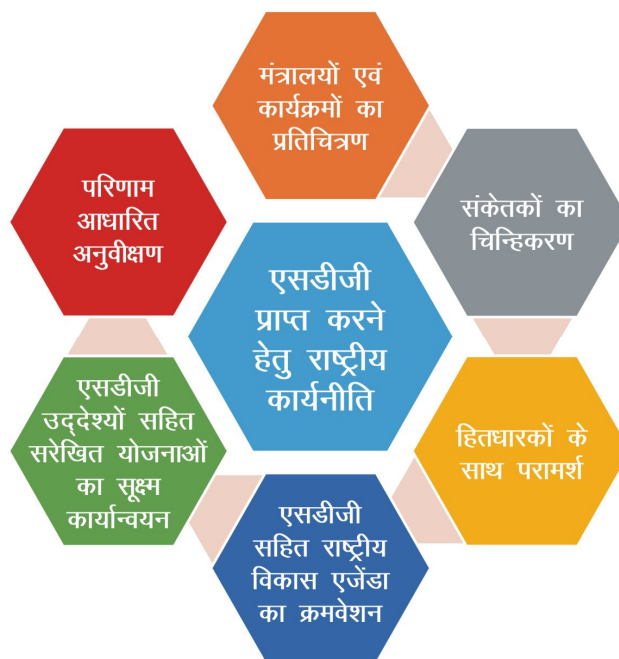 मंत्रालयों एवं
कार्यक्रमों का
प्रतिचित्रण
परिणाम
आधारित
अनुवीक्षण
संकेतकों का
चिन्हिकरण
एसडीजी
प्राप्त करने
हेतु राष्ट्रीय
कार्यनीति
एसडीजी
उद्देश्यों सहित
सरेखित योजनाओं
का सूक्ष्म
कार्यान्वयन
हितधारकों के
साथ परामर्श
एसडीजी
सहित राष्ट्रीय
विकास एजेंडा
का क्रमवेशन